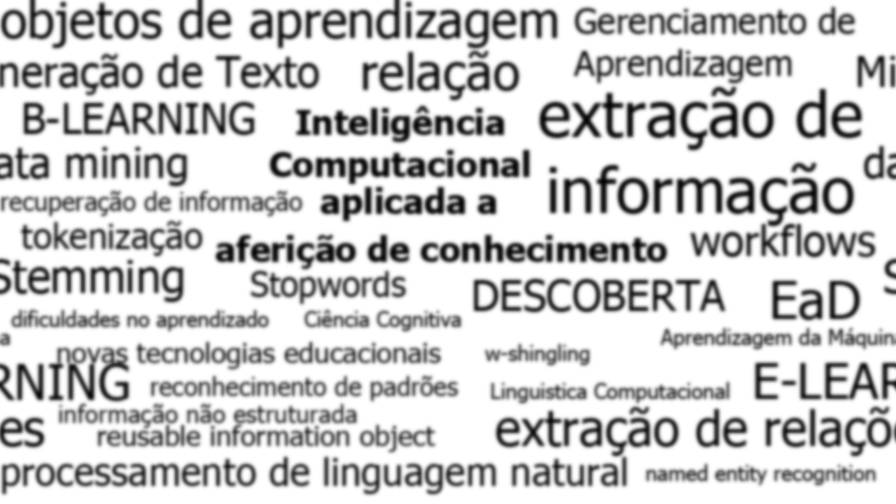 objetos de aprendizagem Gerenciamento de
neração de Texto relação Aprendizagem Mi
B-LEARNING Inteligência extração de
ata mining Computacional informação da
recuperação de informação aplicada a
tokenização aferição de conhecimento workflows
Stemming Stopwords DESCOBERTA EaD S
dificuldades no aprendizado Ciência Cognitiva
a novas tecnologias educacionais w-shingling Aprendizagem da Máquina
RNING reconhecimento de padrões Linguistica Computacional E-LEAR
informação não estruturada
es reusable information object extração de relaçõ
processamento de linguagem natural named entity recognition